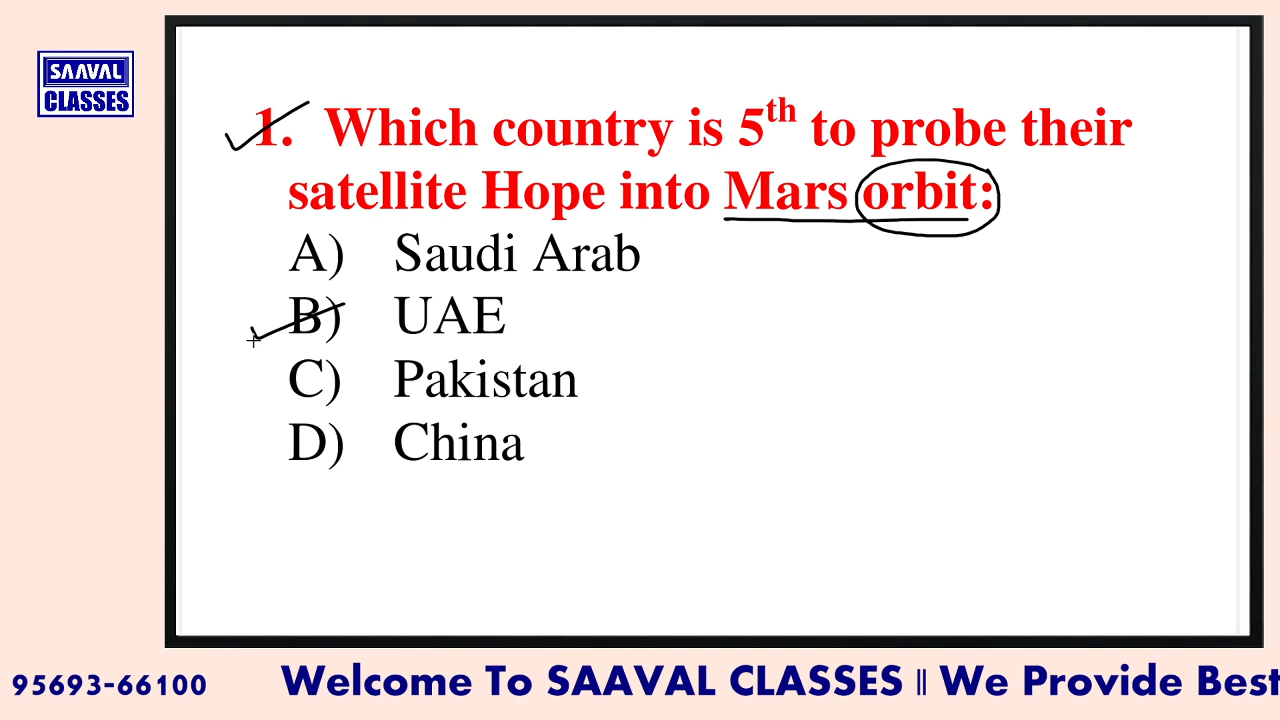 SAAVAL
CLASSES
1. Which country is 5th to probe their
satellite Hope into Mars orbit:
A) Saudi Arab
B) UAE
C) Pakistan
D) China
95693-66100 Welcome To SAAVAL CLASSES || We Provide Best